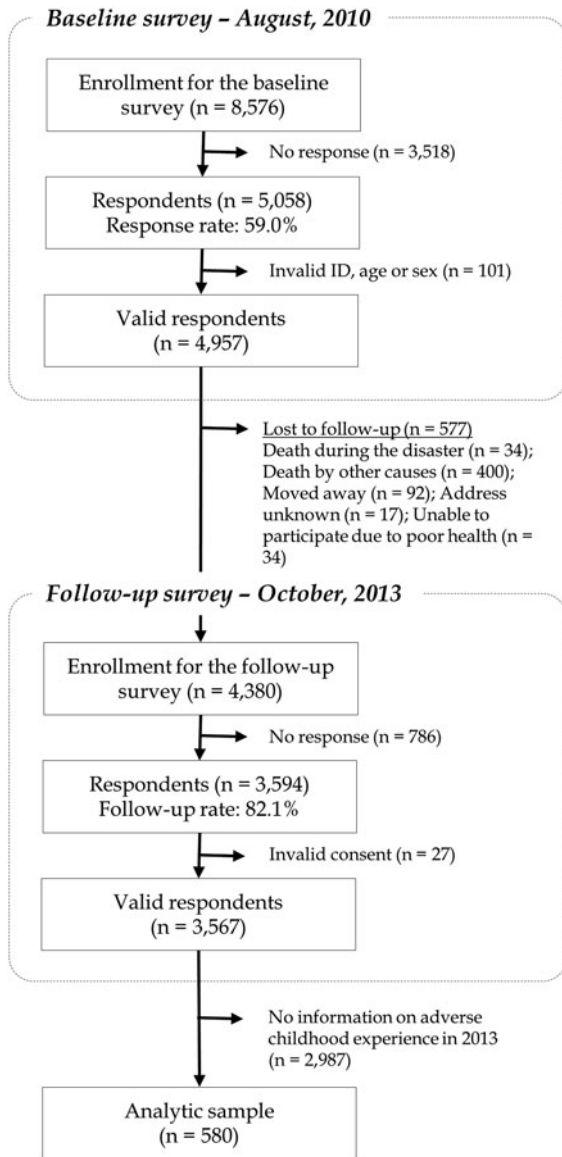 Baseline survey – August, 2010
Enrollment for the baseline
survey (n = 8,576)
No response (n = 3,518)
Respondents (n = 5,058)
Response rate: 59.0%
Invalid ID, age or sex (n = 101)
Valid respondents
(n = 4,957)
Lost to follow-up (n = 577)
Death during the disaster (n = 34);
Death by other causes (n = 400);
Moved away (n = 92); Address
unknown (n = 17); Unable to
participate due to poor health (n =
34)
Follow-up survey – October, 2013
Enrollment for the follow-up
survey (n = 4,380)
No response (n = 786)
Respondents (n = 3,594)
Follow-up rate: 82.1%
Invalid consent (n = 27)
Valid respondents
(n = 3,567)
No information on adverse
childhood experience in 2013
(n = 2,987)
Analytic sample
(n = 580)